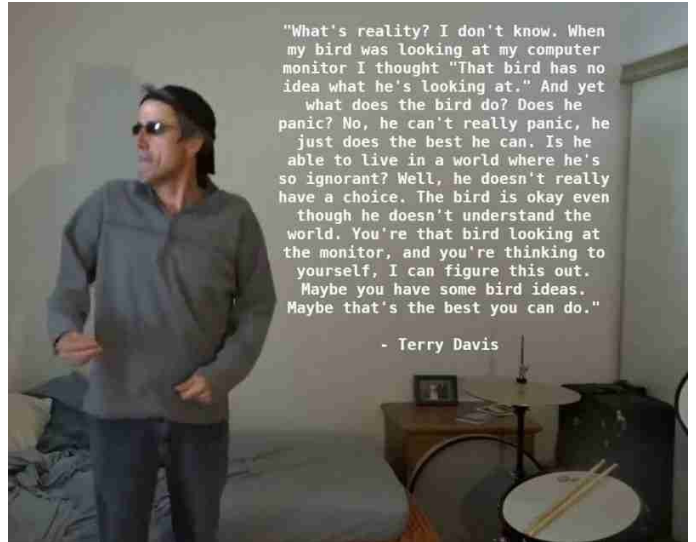 "What's reality? I don't know. When
my bird was looking at my computer
monitor I thought "That bird has no
idea what he's looking at." And yet
what does the bird do? Does he
panic? No, he can't really panic, he
just does the best he can. Is he
able to live in a world where he's
so ignorant? Well, he doesn't really
have a choice. The bird is okay even
though he doesn't understand the
world. You're that bird looking at
the monitor, and you're thinking to
yourself, I can figure this out.
Maybe you have some bird ideas.
Maybe that's the best you can do."
- Terry Davis